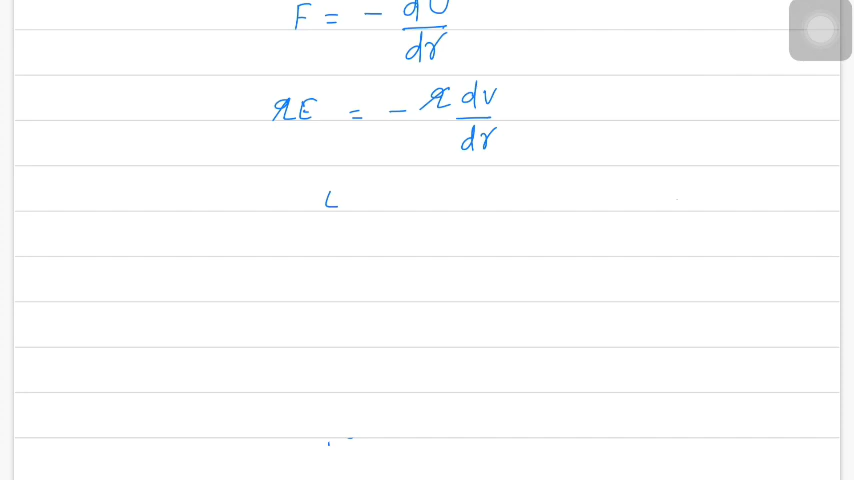 F = - dU/dr
qE = - q dv/dr